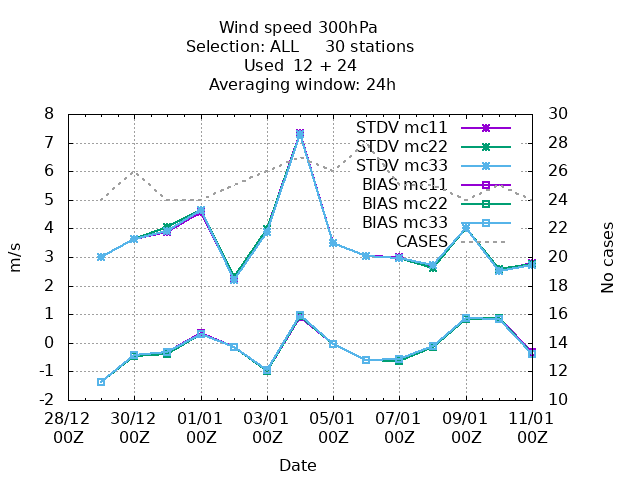 Wind speed 300hPa
Selection: ALL     30 stations
Used  12 + 24
Averaging window: 24h
8
7
6
5
4
3
2
1
0
-1
-2
m/s
30
28
26
24
22
20
18
16
14
12
10
No cases
STDV mc11
STDV mc22
STDV mc33
BIAS mc11
BIAS mc22
BIAS mc33
CASES
28/12 30/12 01/01 03/01 05/01 07/01 09/01 11/01
00Z 00Z 00Z 00Z 00Z 00Z 00Z 00Z
Date